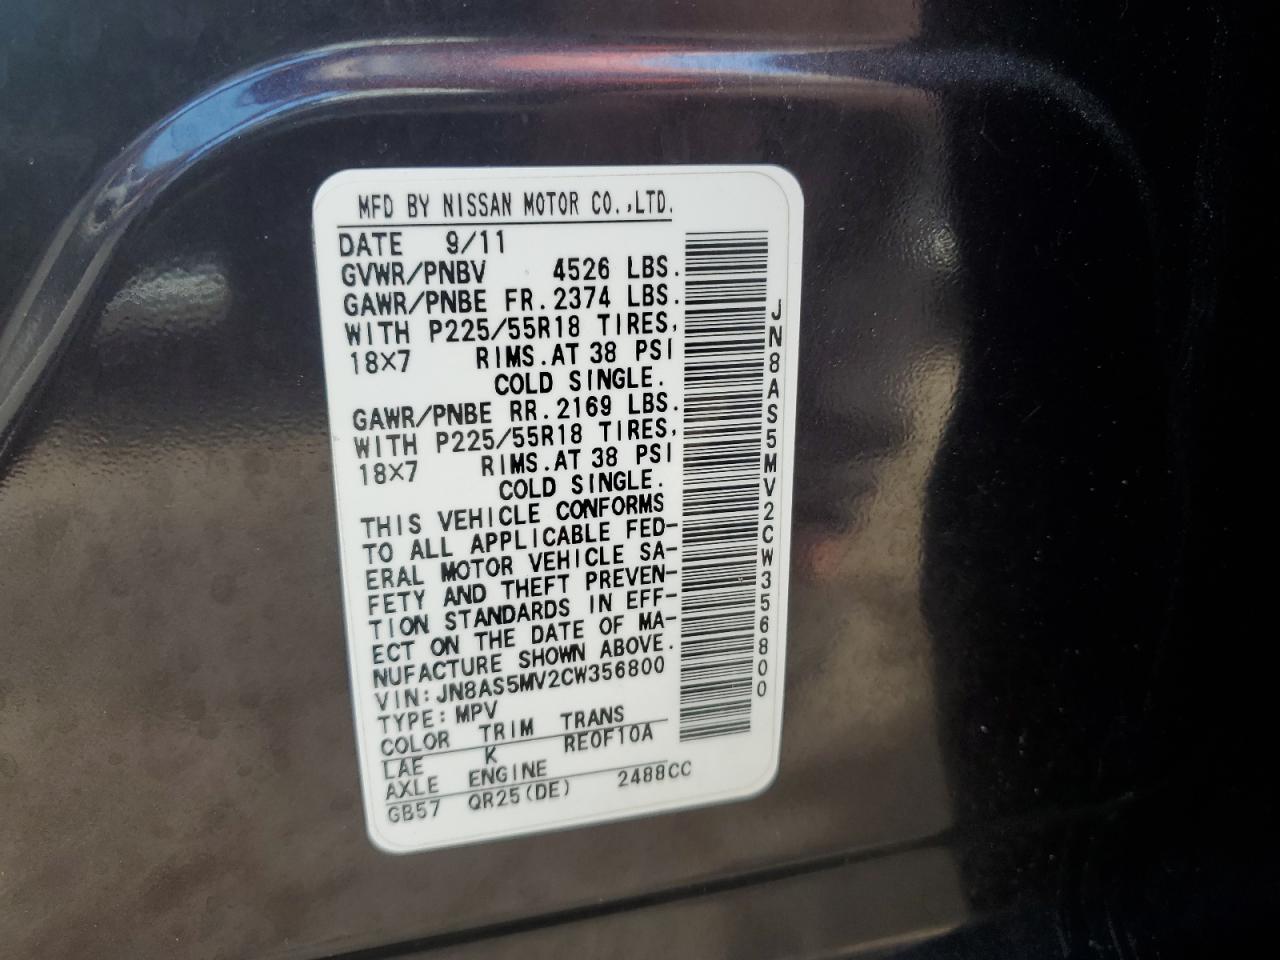 MFD BY NISSAN MOTOR CO.,LTD.
DATE 9/11
GVWR/PNBV 4526 LBS.
GAWR/PNBE FR.2374 LBS.
WITH P225/55R18 TIRES,
18X7 RIMS.AT 38 PSI
COLD SINGLE.
GAWR/PNBE RR.2169 LBS.
WITH P225/55R18 TIRES,
18X7 RIMS.AT 38 PSI
COLD SINGLE.
THIS VEHICLE CONFORMS
TO ALL APPLICABLE FED-
ERAL MOTOR VEHICLE SA-
FETY AND THEFT PREVEN-
TION STANDARDS IN EFF-
ECT ON THE DATE OF MA-
NUFACTURE SHOWN ABOVE.
VIN:JN8AS5MV2CW356800
TYPE:MPV
COLOR TRIM TRANS
LAE K RE0F10A
AXLE ENGINE
GB57 QR25(DE) 2488CC
JN8AS5MV2CW356800